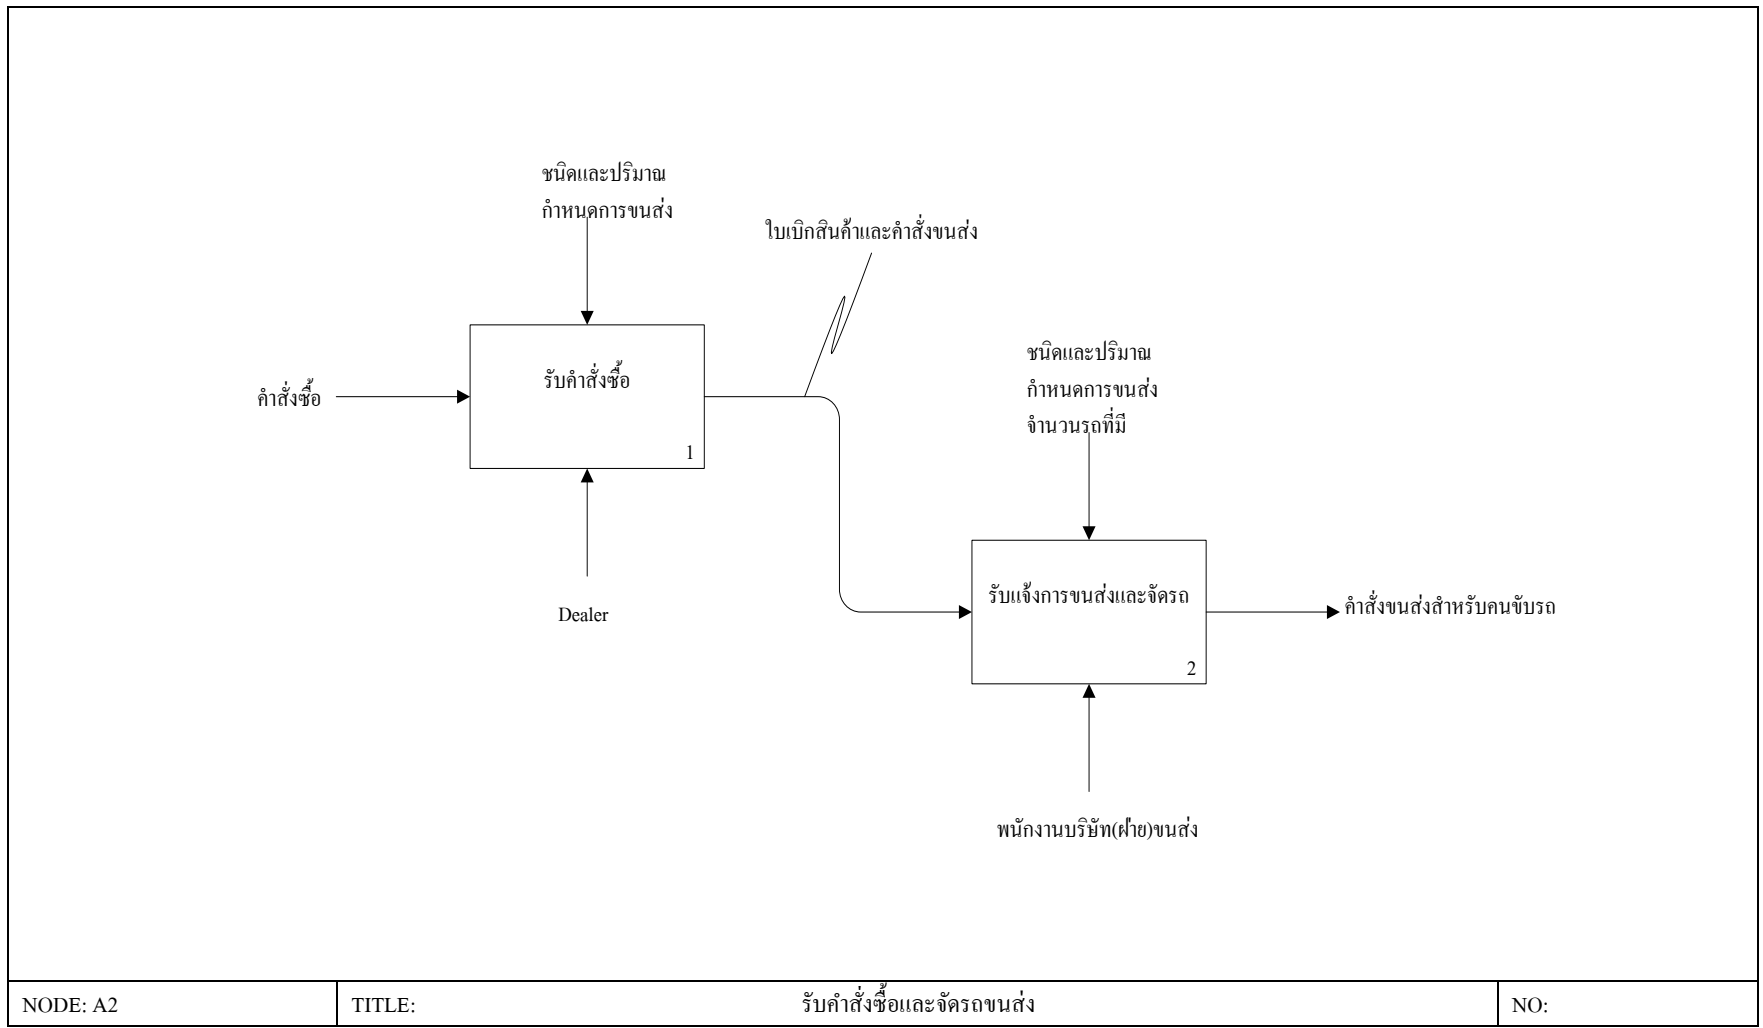 ชนิดและปริมาณ
กำหนดการขนส่ง
ใบเบิกสินค้าและคำสั่งขนส่ง
คำสั่งซื้อ
รับคำสั่งซื้อ
1
Dealer
ชนิดและปริมาณ
กำหนดการขนส่ง
จำนวนรถที่มี
รับแจ้งการขนส่งและจัดรถ
2
คำสั่งขนส่งสำหรับคนขับรถ
พนักงานบริษัท(ฝ่าย)ขนส่ง
NODE: A2
TITLE:
รับคำสั่งซื้อและจัดรถขนส่ง
NO: